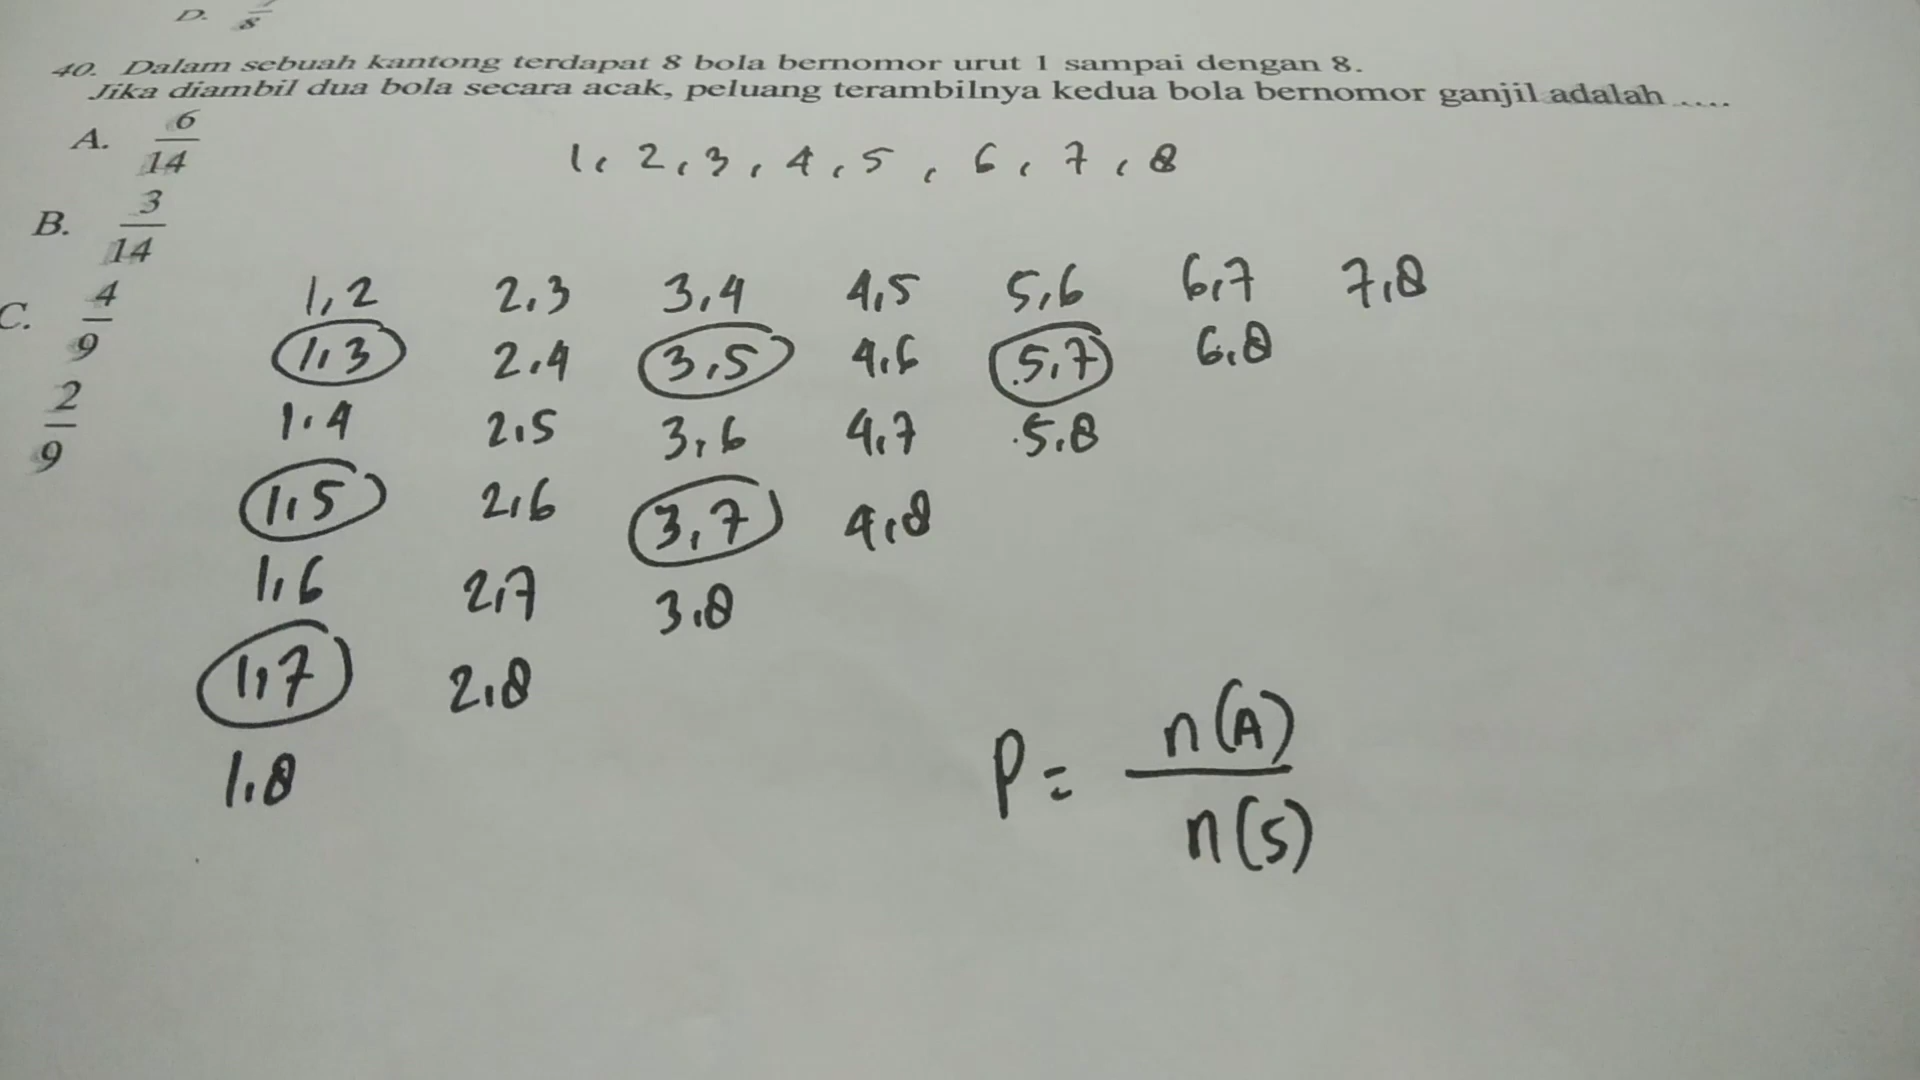 D. 8
40. Dalam sebuah kantong terdapat 8 bola bernomor urut 1 sampai dengan 8.
Jika diambil dua bola secara acak, peluang terambilnya kedua bola bernomor ganjil adalah ....
A. 6/14
1, 2, 3, 4, 5, 6, 7, 8
B. 3/14
C. 4/9
2/9
1,2 2,3 3,4 4,5 5,6 6,7 7,8
1,3 2,4 3,5 4,6 5,7 6,8
1,4 2,5 3,6 4,7 5,8
1,5 2,6 3,7 4,8
1,6 2,7 3,8
1,7 2,8
1,8
P = n(A)/n(S)